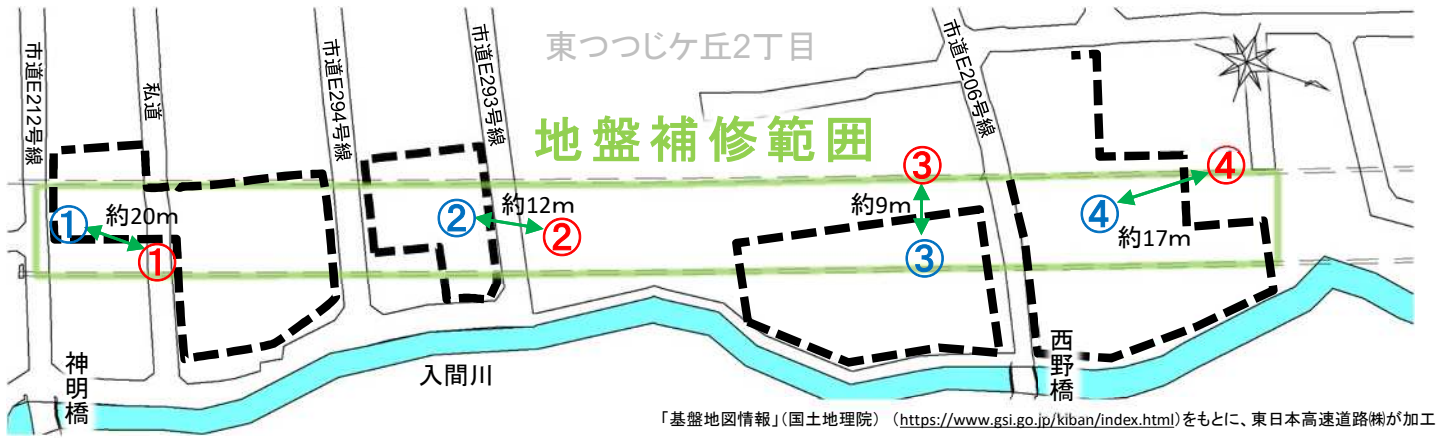 市道E212号線
私道
市道E294号線
市道E293号線
東つつじケ丘2丁目
市道E206号線
地盤補修範囲
① 約20m ①
② 約12m ②
③
約9m
③
④
④
約17m
神明橋
入間川
西野橋
「基盤地図情報」(国土地理院) (https://www.gsi.go.jp/kiban/index.html)をもとに、東日本高速道路㈱が加工